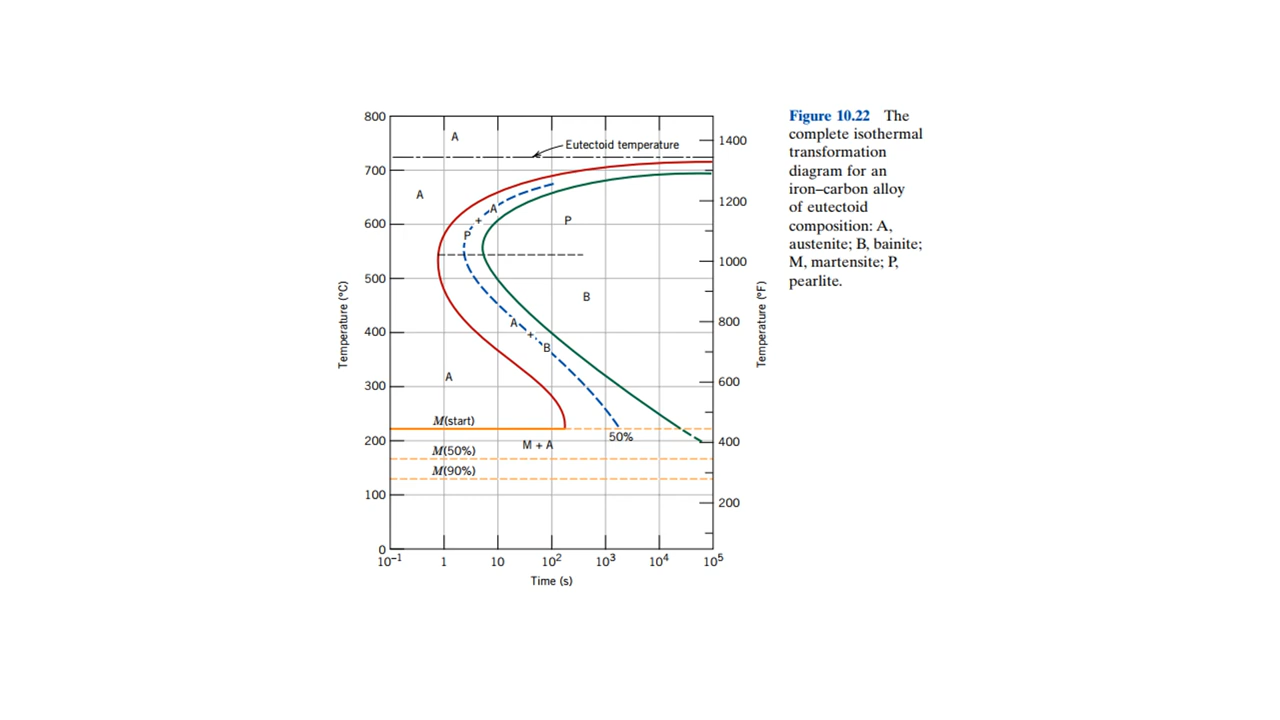 Figure 10.22 The
complete isothermal
transformation
diagram for an
iron–carbon alloy
of eutectoid
composition: A,
austenite; B, bainite;
M, martensite; P,
pearlite.
800
A
Eutectoid temperature
1400
700
A
1200
A
+
P
P
600
1000
500
B
Temperature (°C)
Temperature (°F)
A
+
B
800
400
A
600
300
M(start)
50%
M + A
400
200
M(50%)
M(90%)
100
200
0
10⁻¹ 1 10 10² 10³ 10⁴ 10⁵
Time (s)